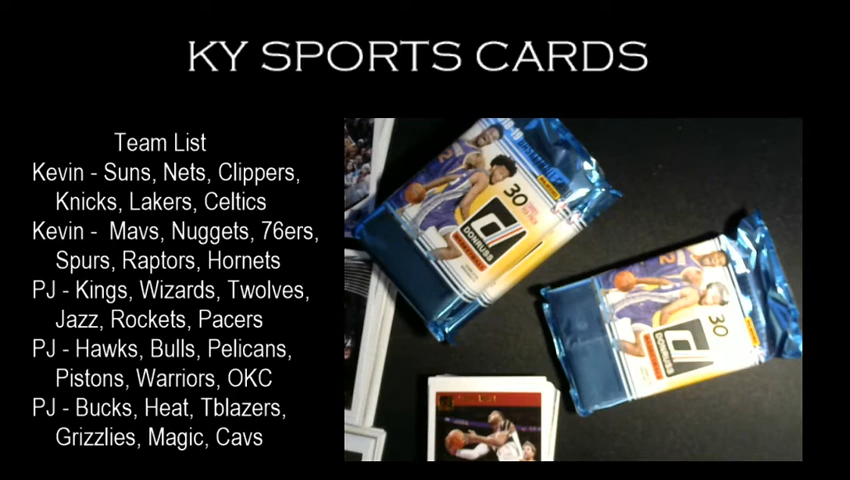 KY SPORTS CARDS
Team List
Kevin - Suns, Nets, Clippers,
Knicks, Lakers, Celtics
Kevin - Mavs, Nuggets, 76ers,
Spurs, Raptors, Hornets
PJ - Kings, Wizards, Twolves,
Jazz, Rockets, Pacers
PJ - Hawks, Bulls, Pelicans,
Pistons, Warriors, OKC
PJ - Bucks, Heat, Tblazers,
Grizzlies, Magic, Cavs
30
DONRUSS
30
DONRUSS